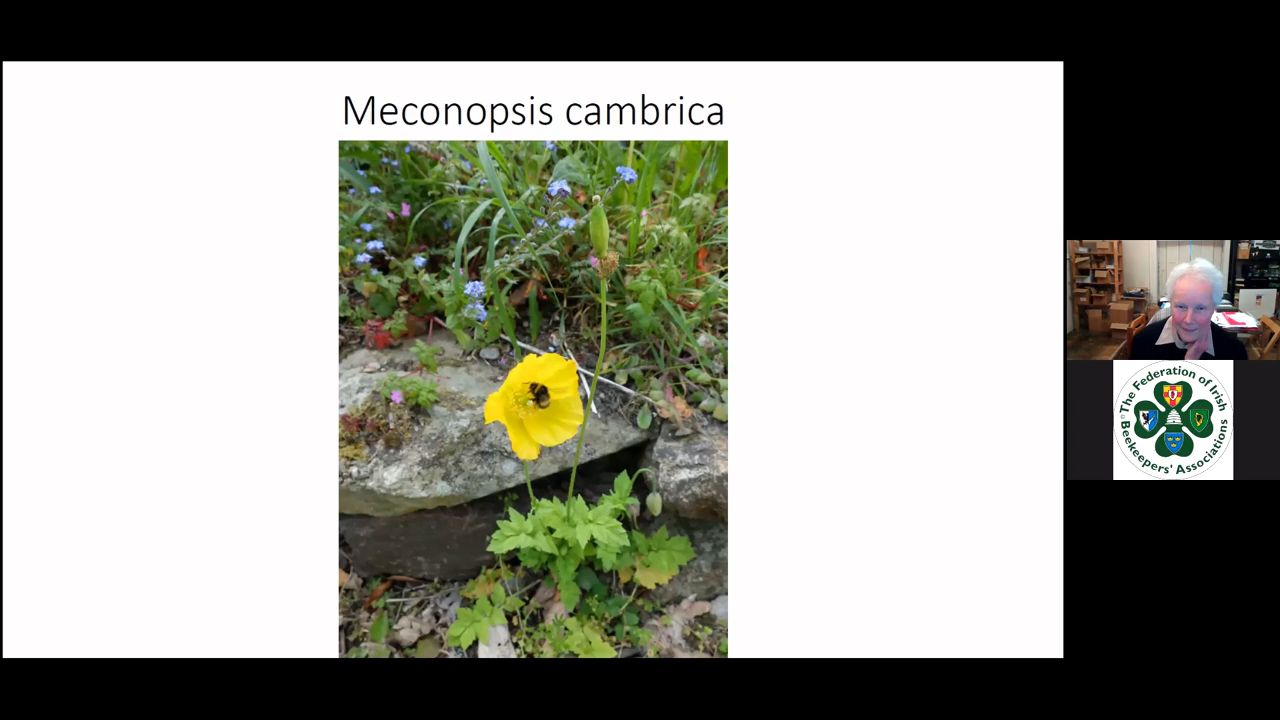 Meconopsis cambrica
The Federation of Irish
Beekeepers' Associations